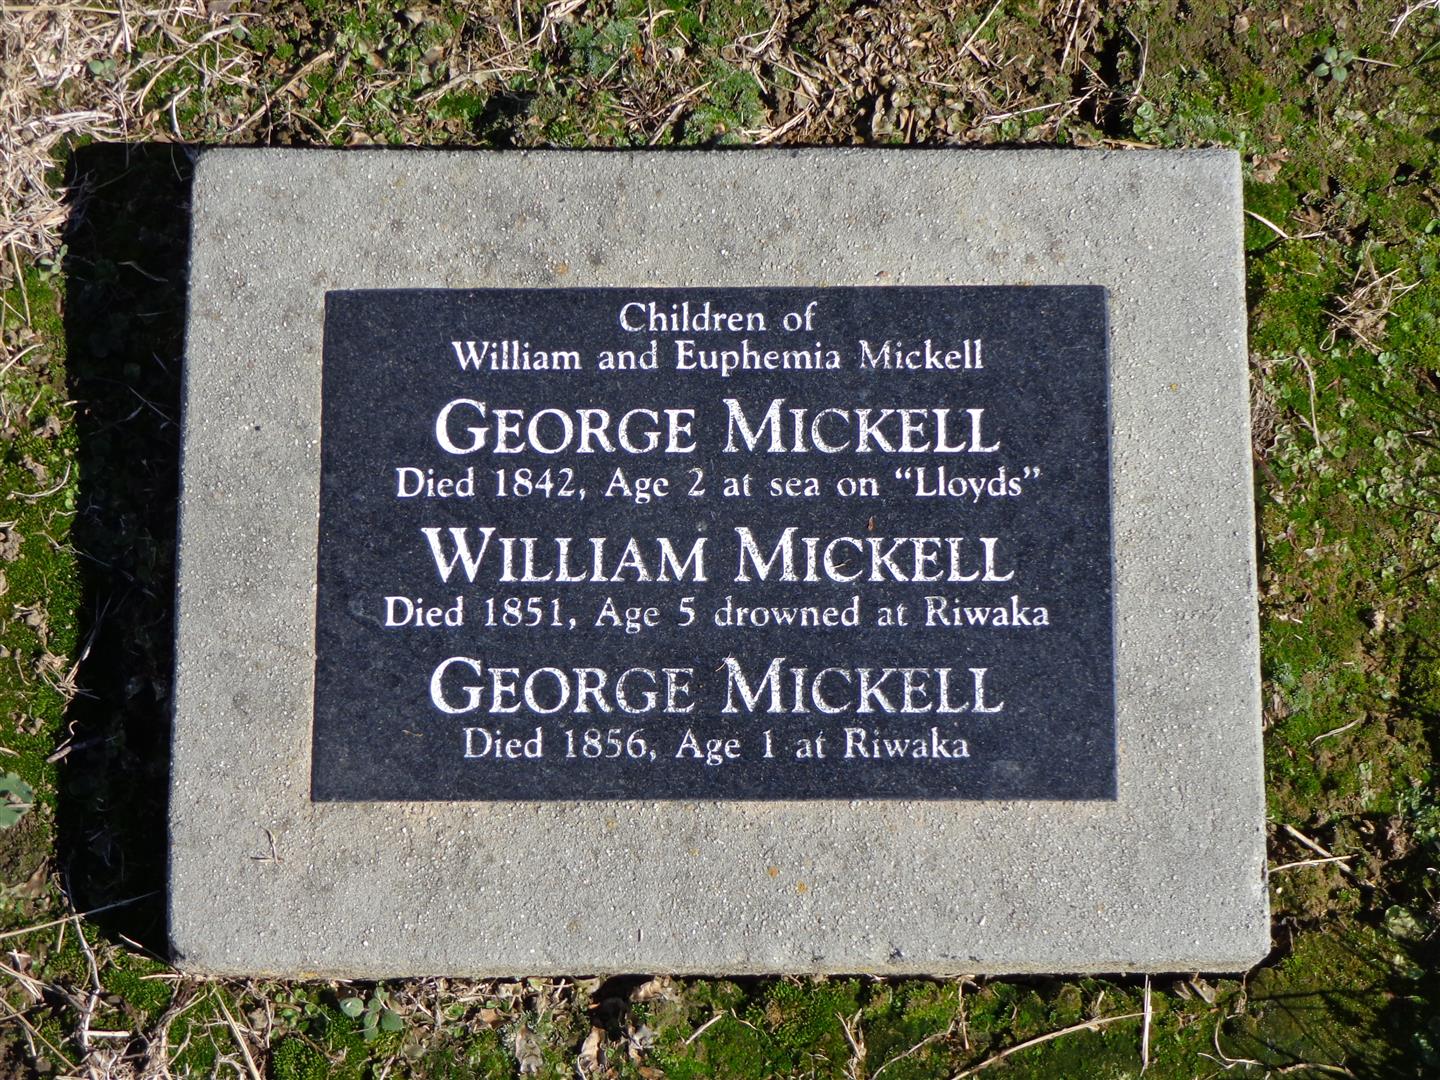 Children of
William and Euphemia Mickell
GEORGE MICKELL
Died 1842, Age 2 at sea on “Lloyds”
WILLIAM MICKELL
Died 1851, Age 5 drowned at Riwaka
GEORGE MICKELL
Died 1856, Age 1 at Riwaka